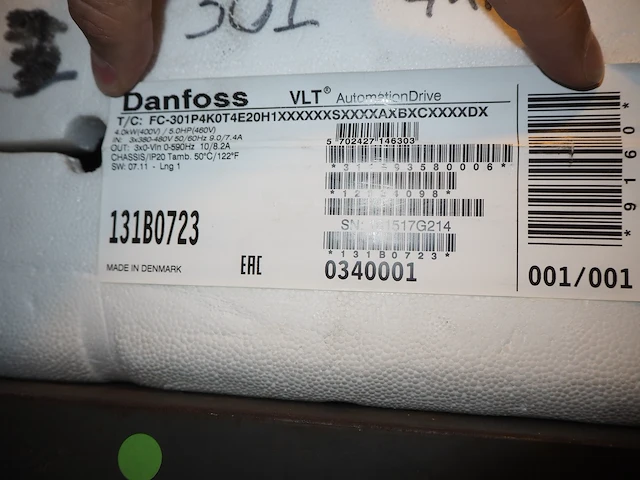 301
Danfoss VLT® AutomationDrive
T/C: FC-301P4K0T4E20H1XXXXXXSXXXXAXBXCXXXXDX
4.0kW(400V) / 5.0HP(460V)
IN: 3x380-480V 50/60Hz 9.0/7.4A
OUT: 3x0-Vin 0-590Hz 10/8.2A
CHASSIS/IP20 Tamb. 50°C/122°F
SW: 07.11 - Lng 1
5 702427 146303
131B0723
SN:
*131B0723*
MADE IN DENMARK
EAC
0340001
*9160
001/001